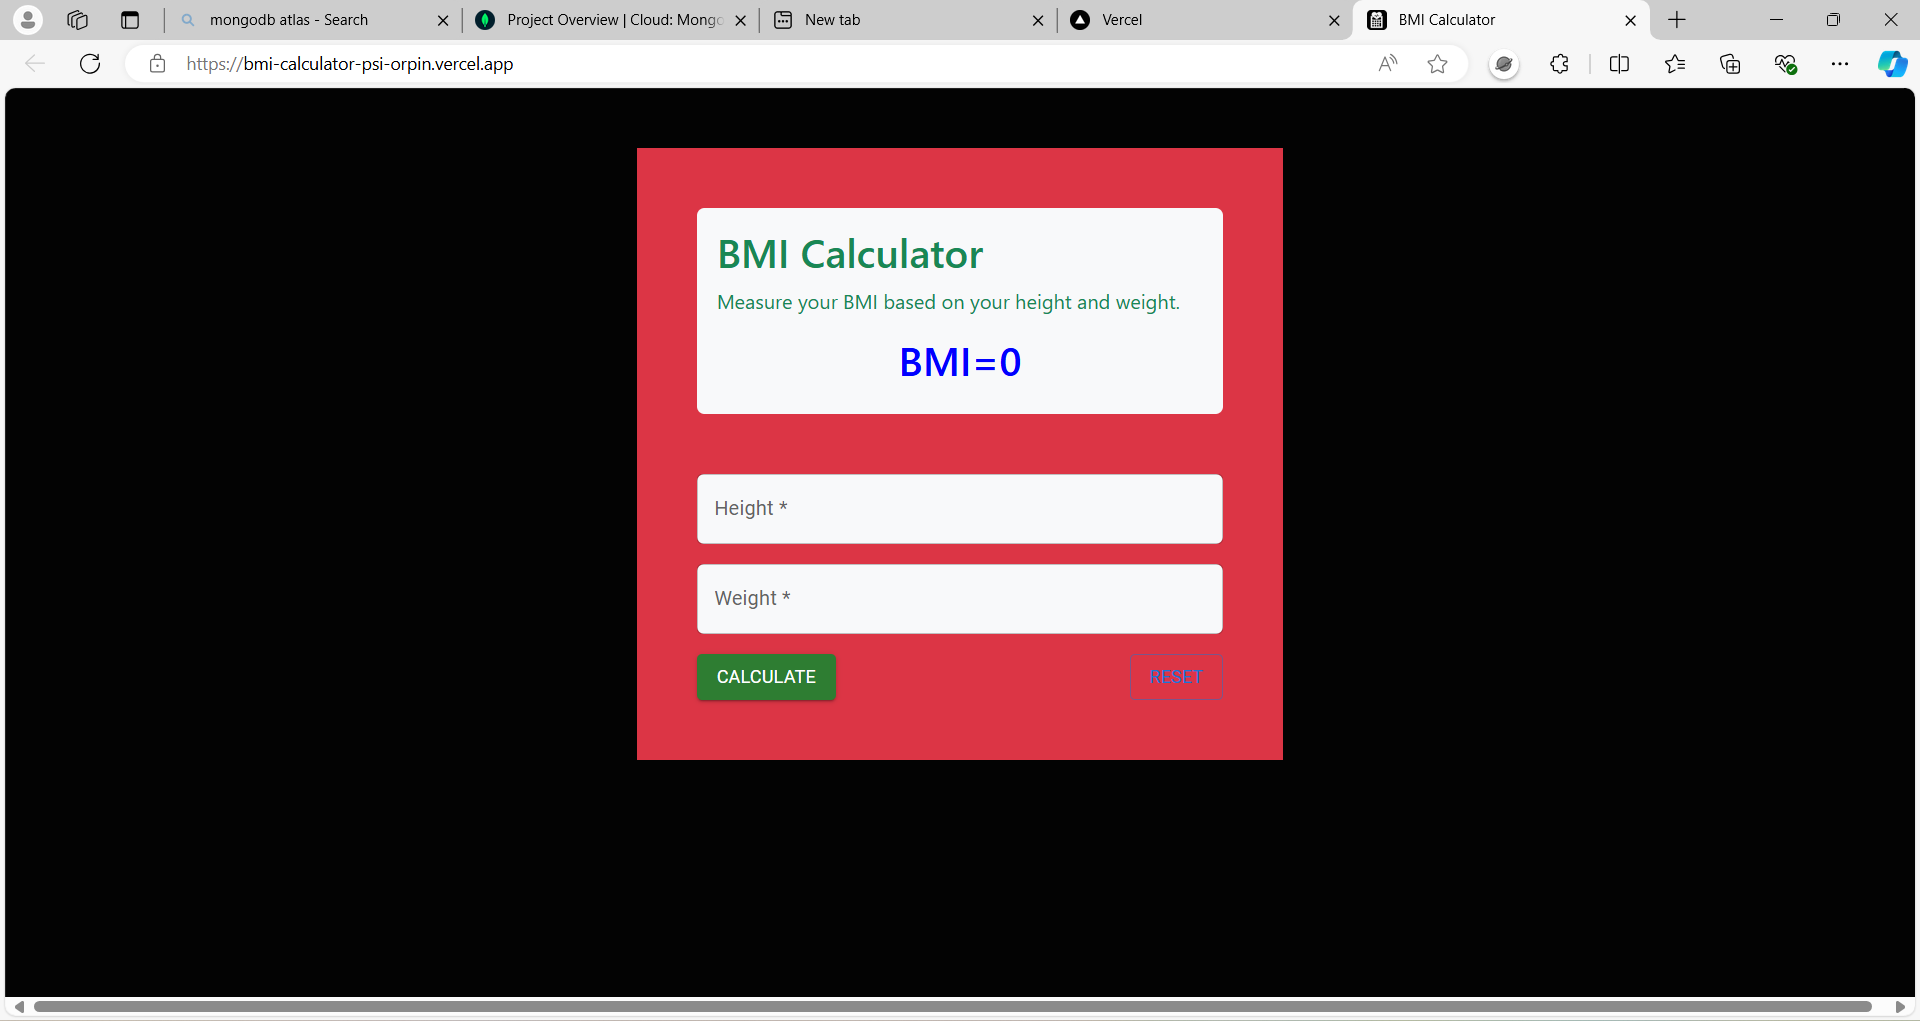 mongodb atlas - Search
Project Overview | Cloud: Mongo
New tab
Vercel
BMI Calculator
https://bmi-calculator-psi-orpin.vercel.app
BMI Calculator
Measure your BMI based on your height and weight.
BMI=0
Height *
Weight *
CALCULATE
RESET